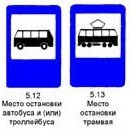 5.12
Место остановки
автобуса и (или)
троллейбуса
5.13
Место
остановки
трамвая